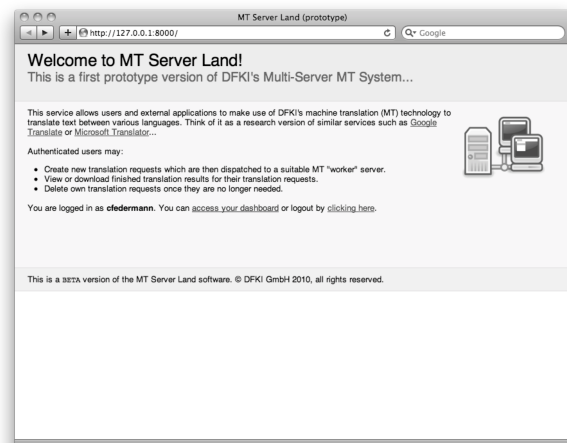 MT Server Land (prototype)
http://127.0.0.1:8000/
Google
Welcome to MT Server Land!
This is a first prototype version of DFKI's Multi-Server MT System...
This service allows users and external applications to make use of DFKI's machine translation (MT) technology to
translate text between various languages. Think of it as a research version of similar services such as Google
Translate or Microsoft Translator...
Authenticated users may:
• Create new translation requests which are then dispatched to a suitable MT "worker" server.
• View or download finished translation results for their translation requests.
• Delete own translation requests once they are no longer needed.
You are logged in as cfedermann. You can access your dashboard or logout by clicking here.
This is a BETA version of the MT Server Land software. © DFKI GmbH 2010, all rights reserved.